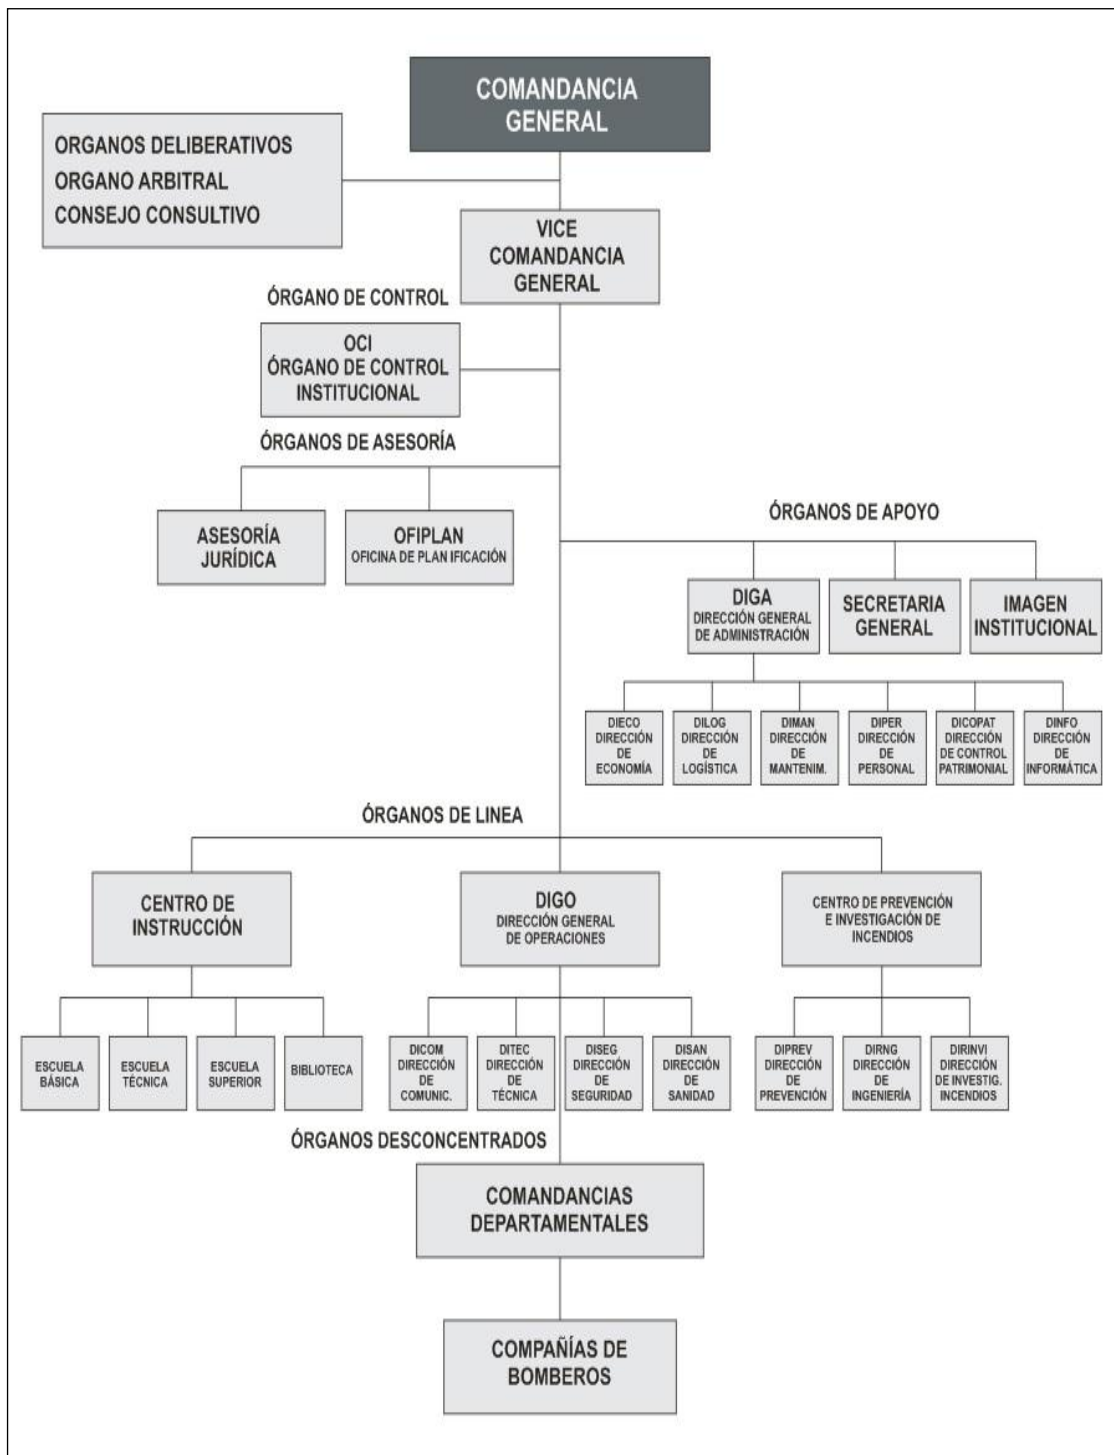 COMANDANCIA
GENERAL
ORGANOS DELIBERATIVOS
ORGANO ARBITRAL
CONSEJO CONSULTIVO
VICE
COMANDANCIA
GENERAL
ÓRGANO DE CONTROL
OCI
ÓRGANO DE CONTROL
INSTITUCIONAL
ÓRGANOS DE ASESORÍA
ASESORÍA
JURÍDICA
OFIPLAN
OFICINA DE PLAN IFICACIÓN
ÓRGANOS DE APOYO
DIGA
DIRECCIÓN GENERAL
DE ADMINISTRACIÓN
SECRETARIA
GENERAL
IMAGEN
INSTITUCIONAL
DIECO
DIRECCIÓN
DE
ECONOMÍA
DILOG
DIRECCIÓN
DE
LOGÍSTICA
DIMAN
DIRECCIÓN
DE
MANTENIM.
DIPER
DIRECCIÓN
DE
PERSONAL
DICOPAT
DIRECCIÓN
DE CONTROL
PATRIMONIAL
DINFO
DIRECCIÓN
DE
INFORMÁTICA
ÓRGANOS DE LINEA
CENTRO DE
INSTRUCCIÓN
DIGO
DIRECCIÓN GENERAL
DE OPERACIONES
CENTRO DE PREVENCIÓN
E INVESTIGACIÓN DE
INCENDIOS
ESCUELA
BÁSICA
ESCUELA
TÉCNICA
ESCUELA
SUPERIOR
BIBLIOTECA
DICOM
DIRECCIÓN
DE
COMUNIC.
DITEC
DIRECCIÓN
DE
TÉCNICA
DISEG
DIRECCIÓN
DE
SEGURIDAD
DISAN
DIRECCIÓN
DE
SANIDAD
DIPREV
DIRECCIÓN
DE
PREVENCIÓN
DIRNG
DIRECCIÓN
DE
INGENIERÍA
DIRINVI
DIRECCIÓN
DE INVESTIG.
INCENDIOS
ÓRGANOS DESCONCENTRADOS
COMANDANCIAS
DEPARTAMENTALES
COMPAÑÍAS DE
BOMBEROS